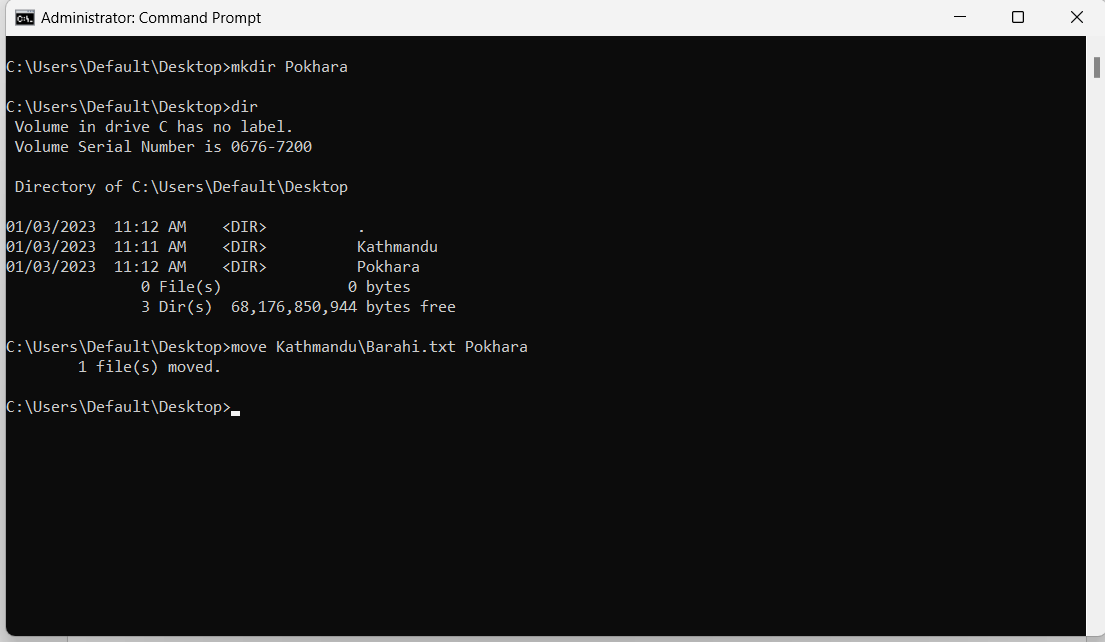 Administrator: Command Prompt
C:\Users\Default\Desktop>mkdir Pokhara
C:\Users\Default\Desktop>dir
 Volume in drive C has no label.
 Volume Serial Number is 0676-7200
 Directory of C:\Users\Default\Desktop
01/03/2023  11:12 AM    <DIR>          .
01/03/2023  11:11 AM    <DIR>          Kathmandu
01/03/2023  11:12 AM    <DIR>          Pokhara
               0 File(s)              0 bytes
               3 Dir(s)  68,176,850,944 bytes free
C:\Users\Default\Desktop>move Kathmandu\Barahi.txt Pokhara
        1 file(s) moved.
C:\Users\Default\Desktop>